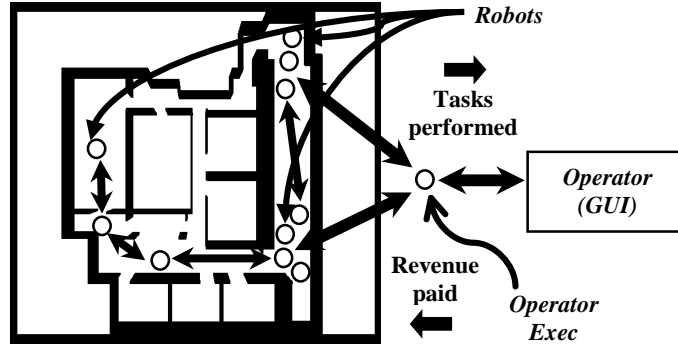 Robots
Tasks
performed
Operator
(GUI)
Revenue
paid
Operator
Exec